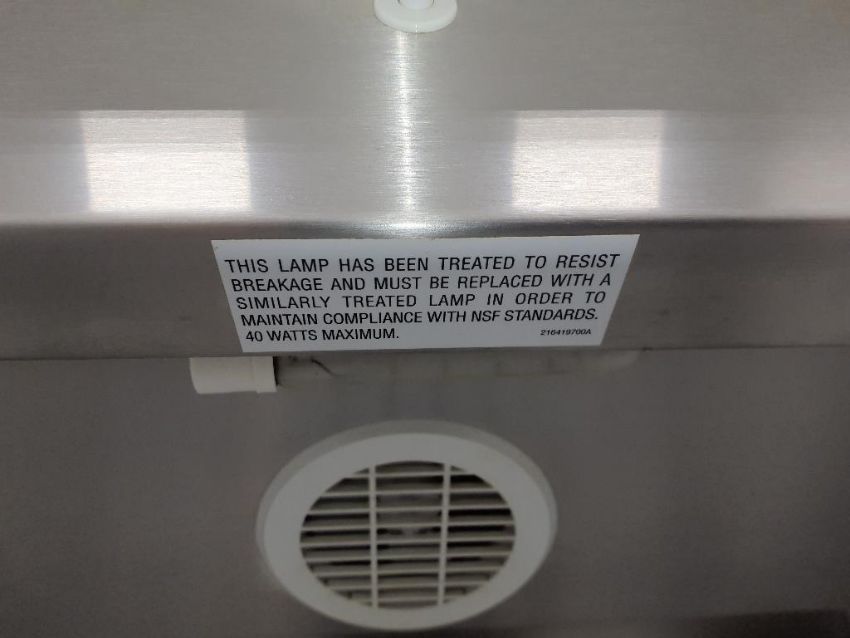 THIS LAMP HAS BEEN TREATED TO RESIST
BREAKAGE AND MUST BE REPLACED WITH A
SIMILARLY TREATED LAMP IN ORDER TO
MAINTAIN COMPLIANCE WITH NSF STANDARDS.
40 WATTS MAXIMUM. 216419700A